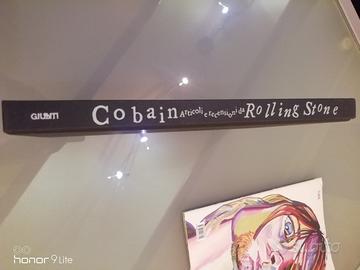 GIUNTI Cobain Articoli e recensioni da Rolling Stone
honor 9 Lite